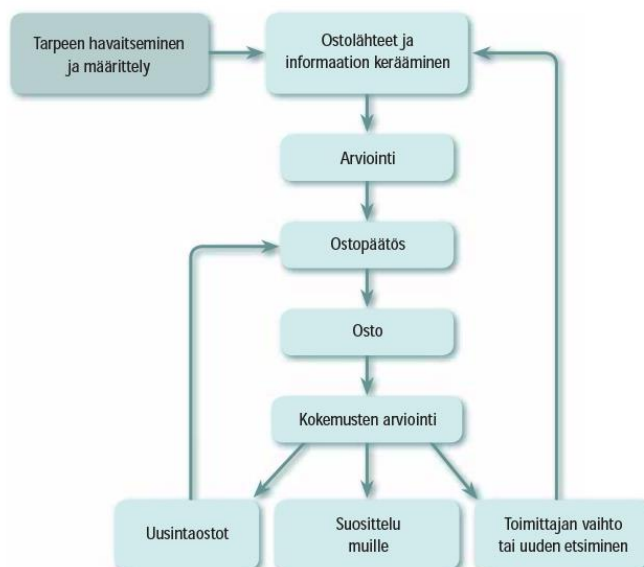 Tarpeen havaitseminen
ja määrittely
Ostolähteet ja
informaation kerääminen
Arviointi
Ostopäätös
Osto
Kokemusten arviointi
Uusintaostot
Suosittelu
muille
Toimittajan vaihto
tai uuden etsiminen